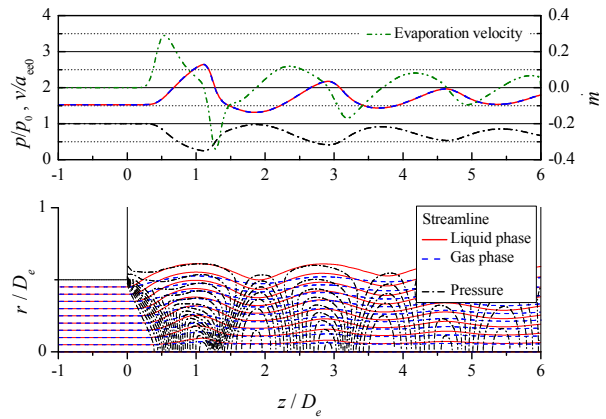 4 0.4
Evaporation velocity
3 0.2
2 0.0
1 -0.2
0 -0.4
p/p0 , v/aee0
ṁ
-1 0 1 2 3 4 5 6
1
Streamline
Liquid phase
Gas phase
Pressure
r / De
0
-1 0 1 2 3 4 5 6
z / De